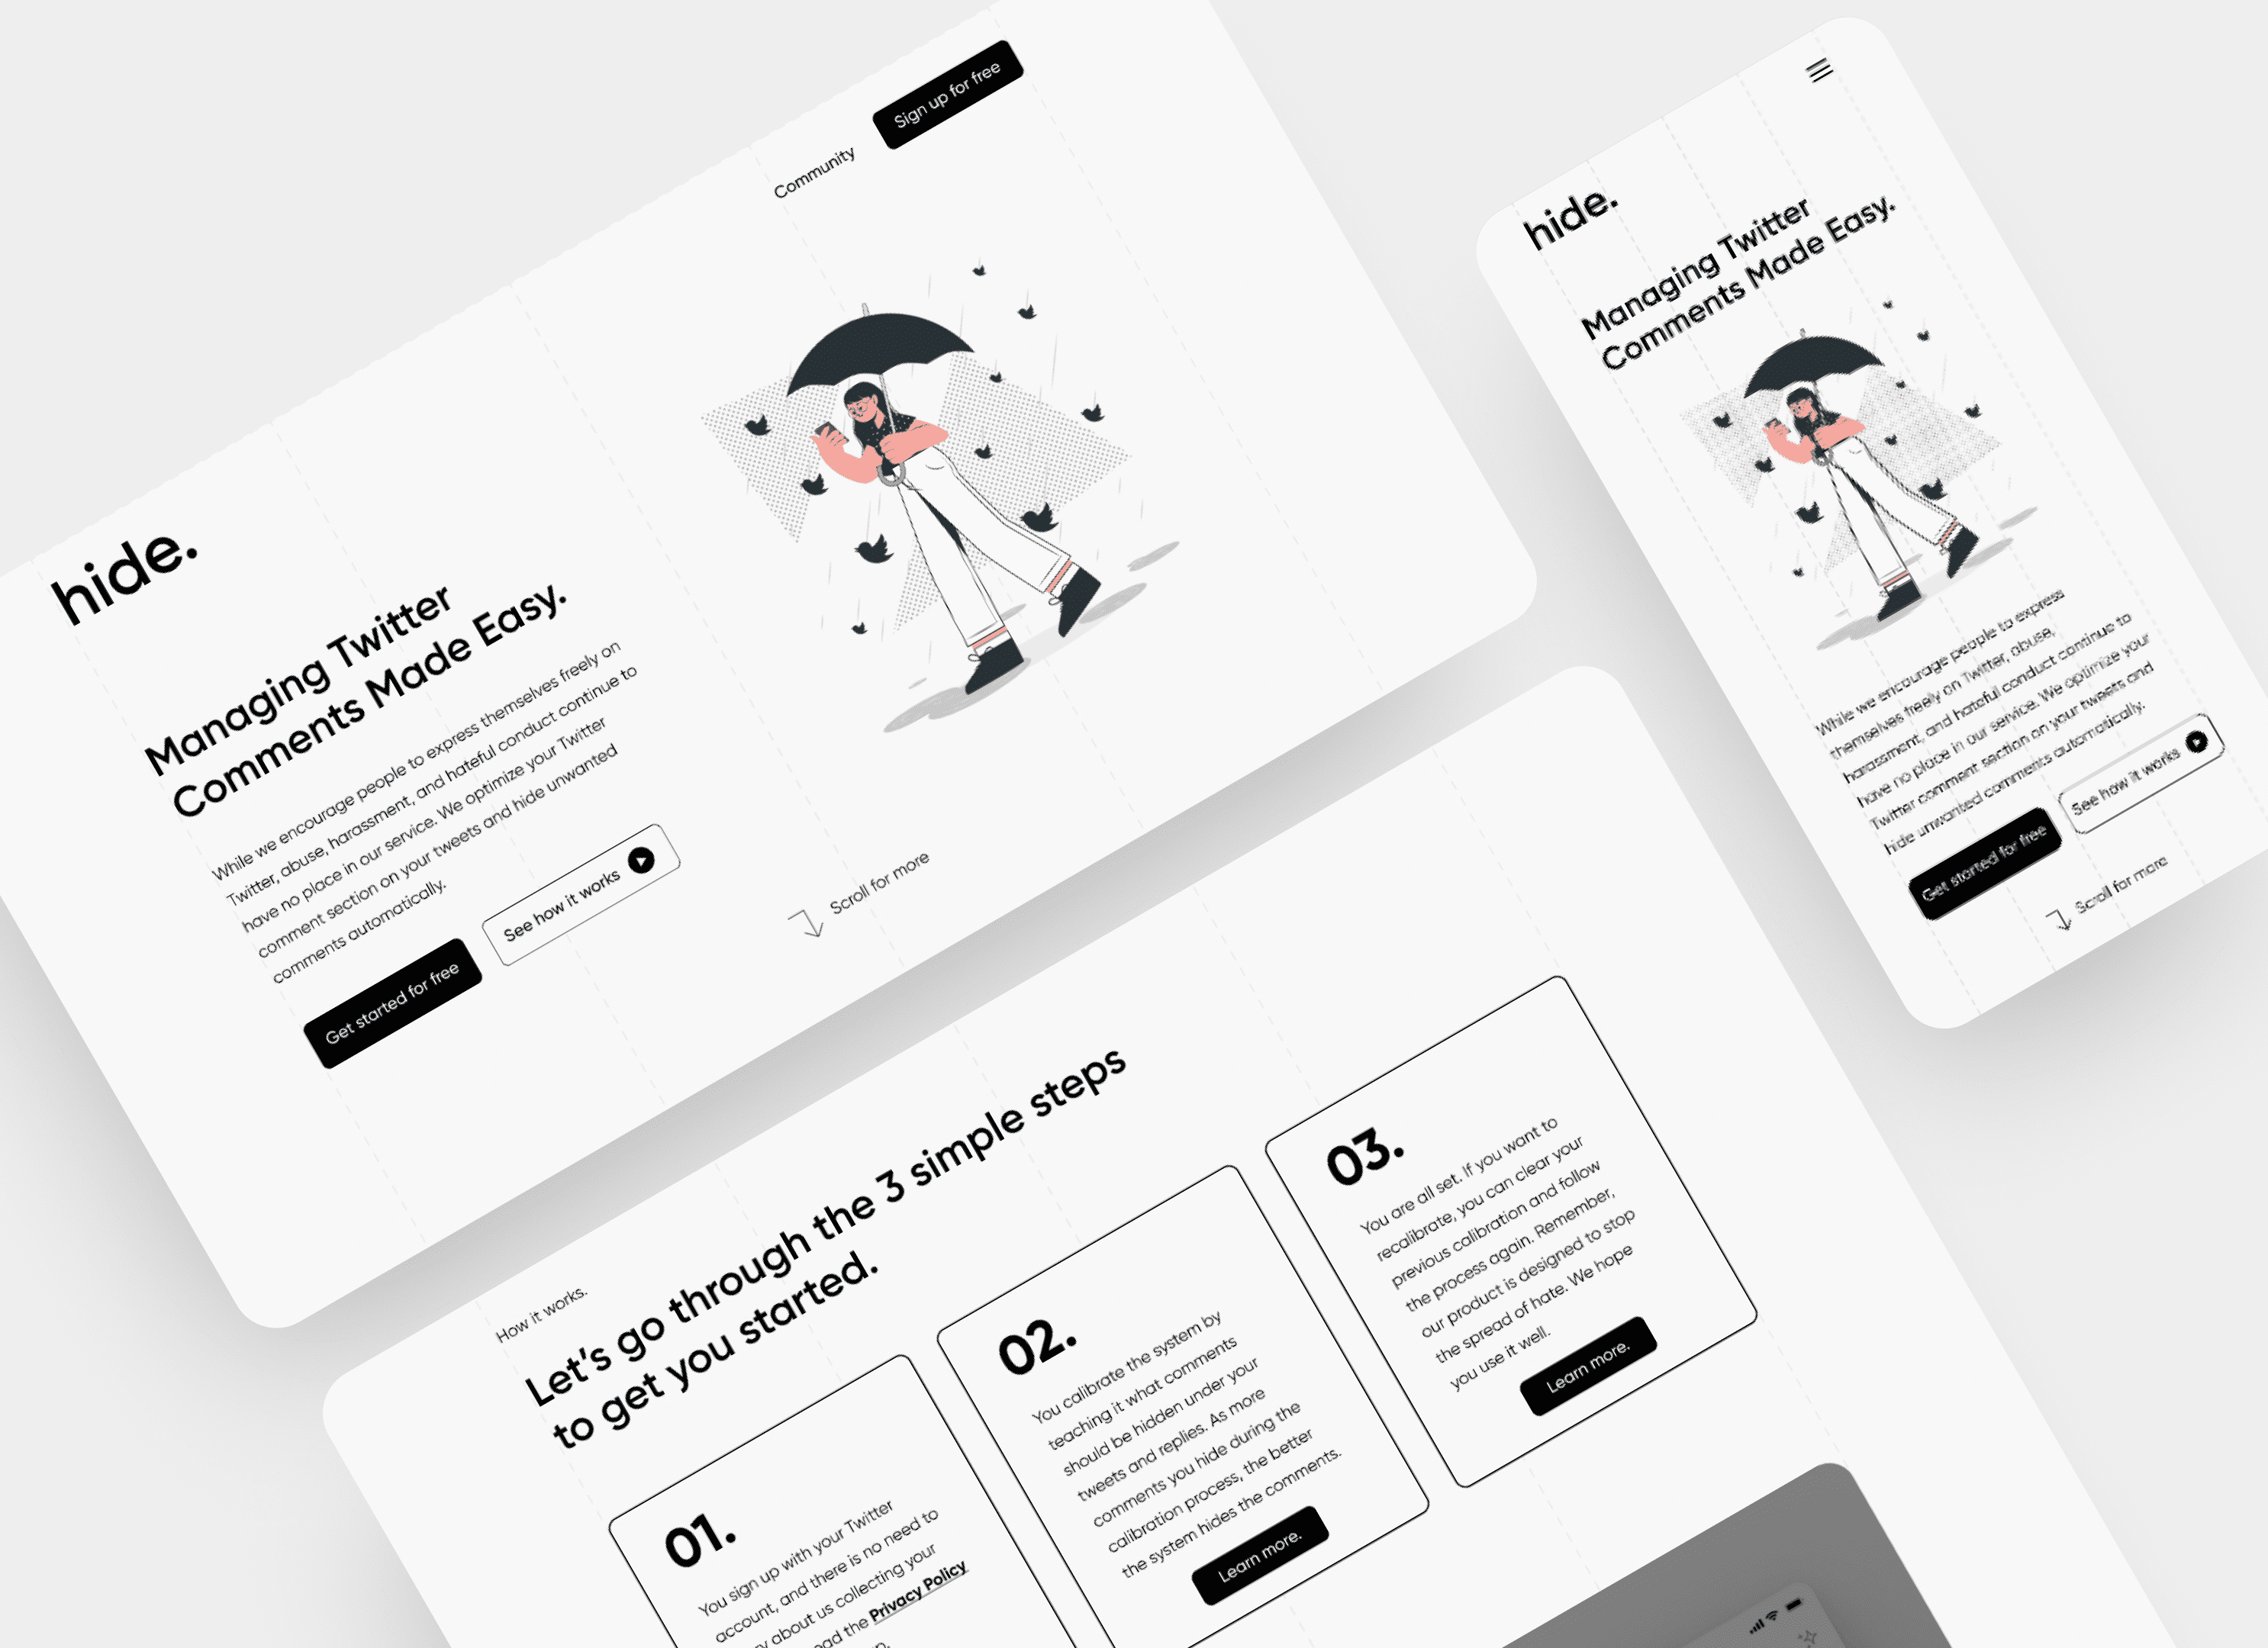 Community
Sign up for free
hide.
Managing Twitter
Comments Made Easy.
While we encourage people to express themselves freely on
Twitter, abuse, harassment, and hateful conduct continue to
have no place in our service. We optimize your Twitter
comment section on your tweets and hide unwanted
comments automatically.
Get started for free
See how it works
Scroll for more
hide.
Managing Twitter
Comments Made Easy.
While we encourage people to express
themselves freely on Twitter, abuse,
harassment, and hateful conduct continue to
have no place in our service. We optimize your
Twitter comment section on your tweets and
hide unwanted comments automatically.
Get started for free
See how it works
Scroll for more
How it works.
Let's go through the 3 simple steps
to get you started.
01.
You sign up with your Twitter
account, and there is no need to
about us collecting your
the Privacy Policy
02.
You calibrate the system by
teaching it what comments
should be hidden under your
tweets and replies. As more
comments you hide during the
calibration process, the better
the system hides the comments.
Learn more.
03.
You are all set. If you want to
recalibrate, you can clear your
previous calibration and follow
the process again. Remember,
our product is designed to stop
the spread of hate. We hope
you use it well.
Learn more.